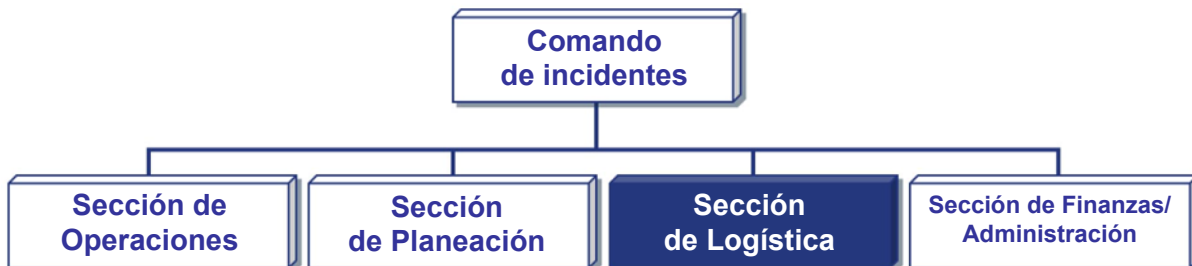 Comando
de incidentes
Sección de
Operaciones
Sección
de Planeación
Sección
de Logística
Sección de Finanzas/
Administración